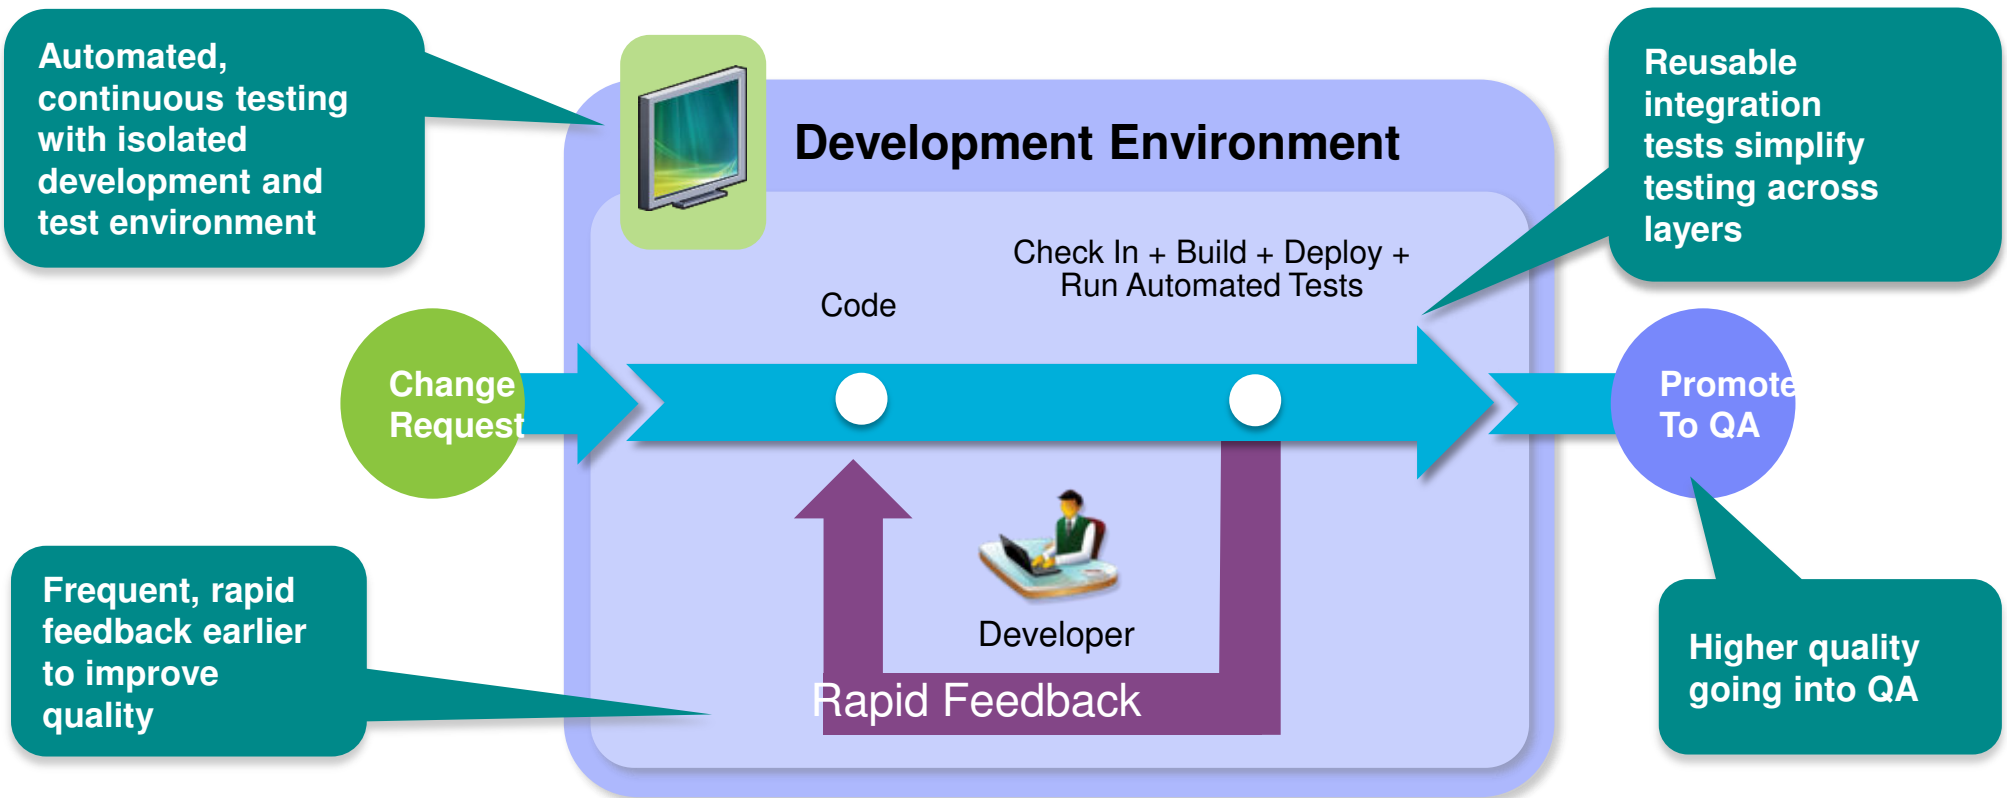 Automated,
continuous testing
with isolated
development and
test environment
Development Environment
Reusable
integration
tests simplify
testing across
layers
Check In + Build + Deploy +
Run Automated Tests
Code
Change
Request
Promote
To QA
Developer
Rapid Feedback
Frequent, rapid
feedback earlier
to improve
quality
Higher quality
going into QA